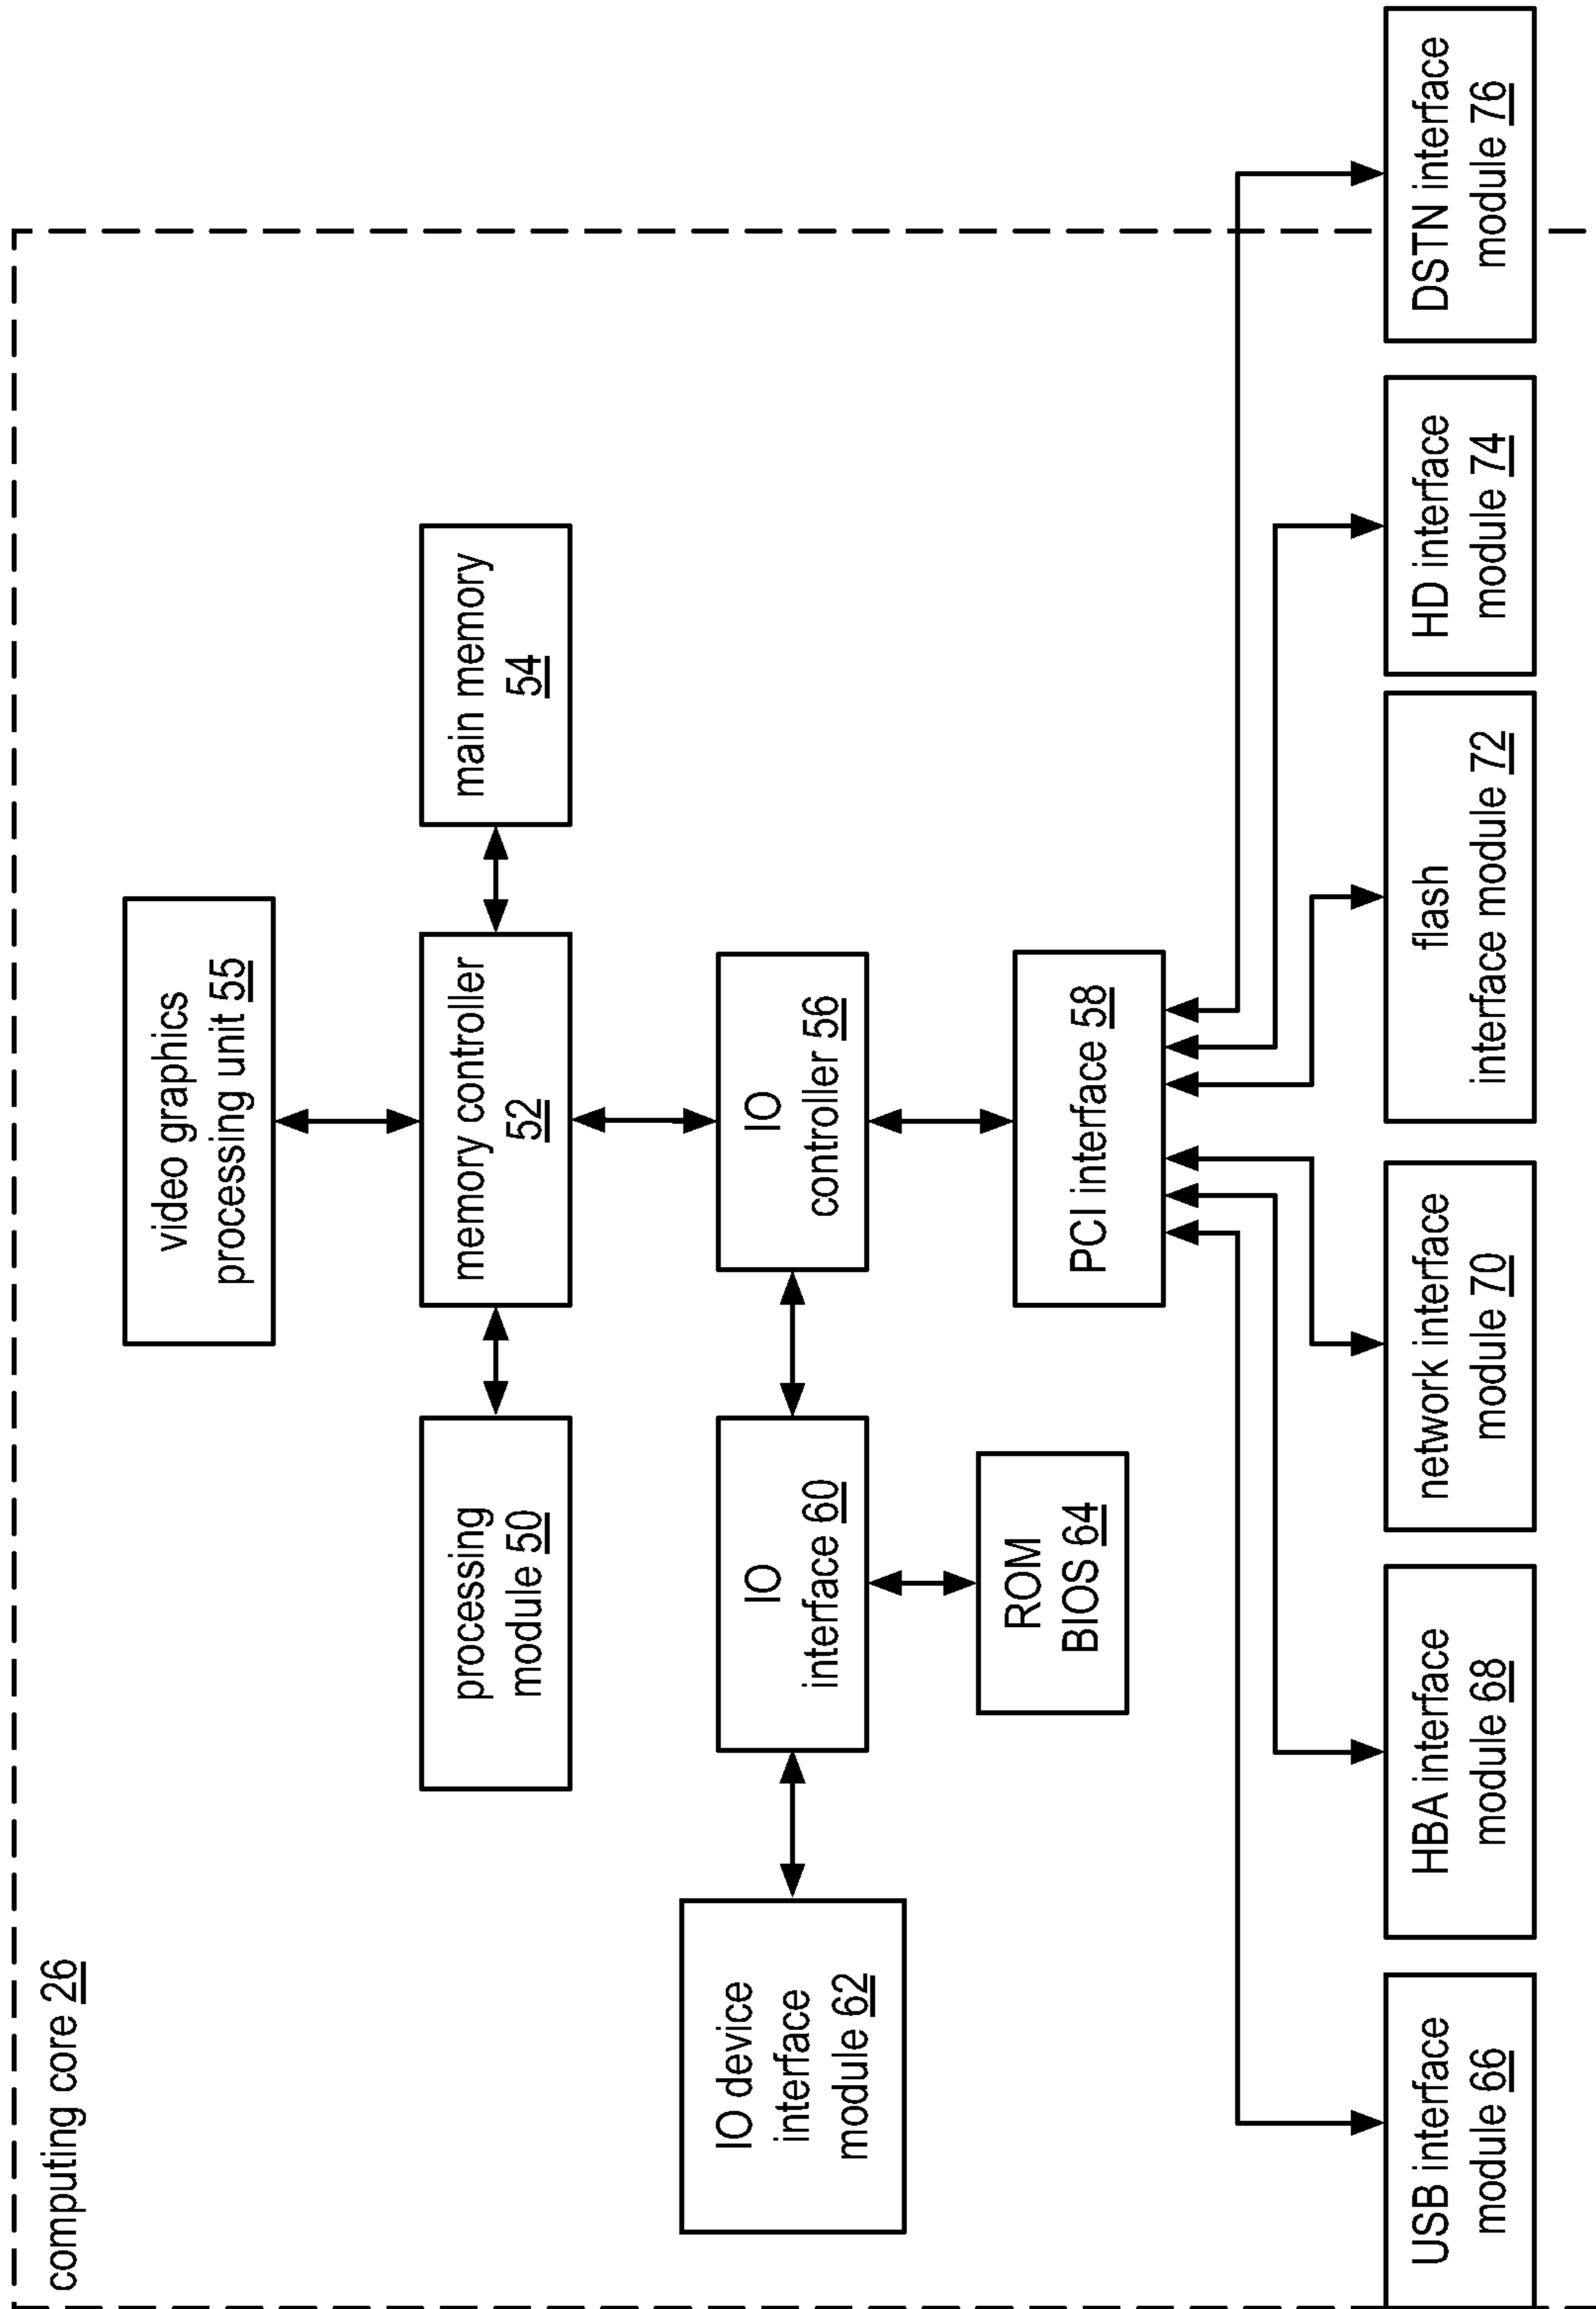 computing core 26
video graphics
processing unit 55
processing
module 50
memory controller
52
main memory
54
IO device
interface
module 62
IO
interface 60
IO
controller 56
ROM
BIOS 64
PCI interface 58
USB interface
module 66
HBA interface
module 68
network interface
module 70
flash
interface module 72
HD interface
module 74
DSTN interface
module 76